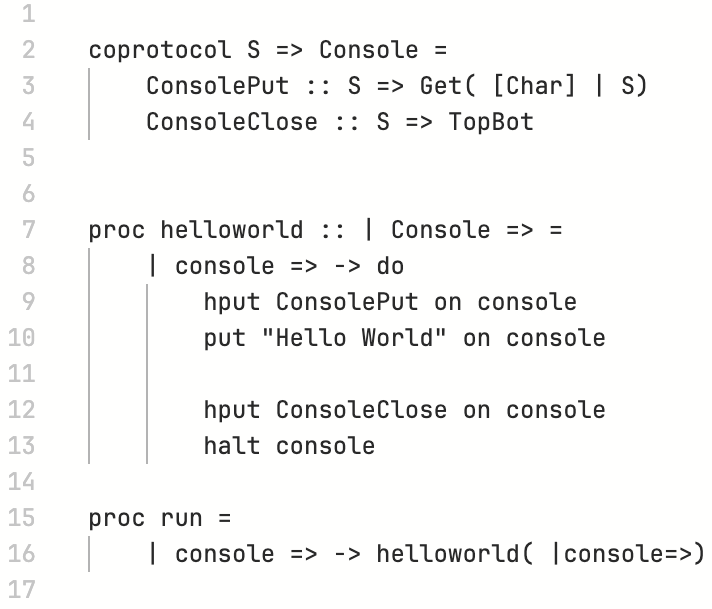 1
2 coprotocol S => Console =
3 ConsolePut :: S => Get( [Char] | S)
4 ConsoleClose :: S => TopBot
5
6
7 proc helloworld :: | Console => =
8 | console => -> do
9 hput ConsolePut on console
10 put "Hello World" on console
11
12 hput ConsoleClose on console
13 halt console
14
15 proc run =
16 | console => -> helloworld( |console=>)
17